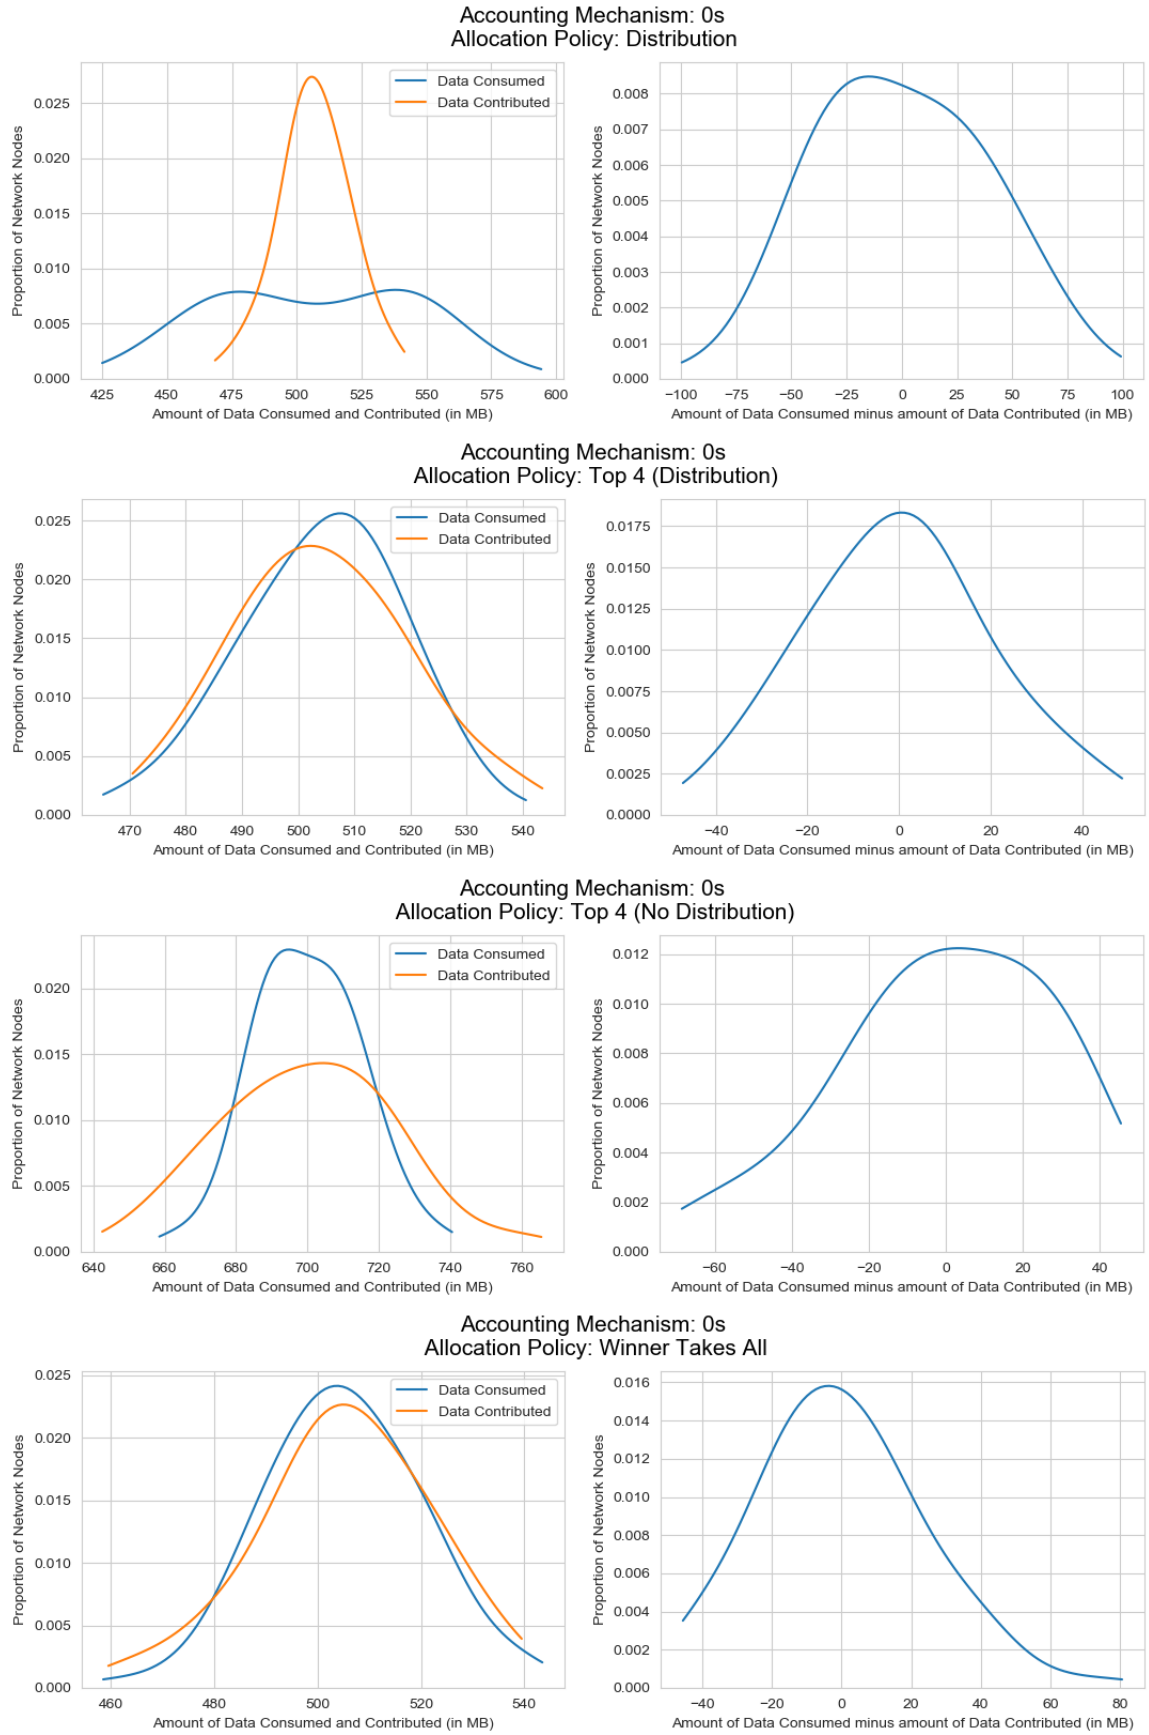 Accounting Mechanism: 0s
Allocation Policy: Distribution
Proportion of Network Nodes
0.025
0.020
0.015
0.010
0.005
0.000
Data Consumed
Data Contributed
425 450 475 500 525 550 575 600
Amount of Data Consumed and Contributed (in MB)
Proportion of Network Nodes
0.008
0.007
0.006
0.005
0.004
0.003
0.002
0.001
0.000
−100 −75 −50 −25 0 25 50 75 100
Amount of Data Consumed minus amount of Data Contributed (in MB)
Accounting Mechanism: 0s
Allocation Policy: Top 4 (Distribution)
Proportion of Network Nodes
0.025
0.020
0.015
0.010
0.005
0.000
Data Consumed
Data Contributed
470 480 490 500 510 520 530 540
Amount of Data Consumed and Contributed (in MB)
Proportion of Network Nodes
0.0175
0.0150
0.0125
0.0100
0.0075
0.0050
0.0025
0.0000
−40 −20 0 20 40
Amount of Data Consumed minus amount of Data Contributed (in MB)
Accounting Mechanism: 0s
Allocation Policy: Top 4 (No Distribution)
Proportion of Network Nodes
0.020
0.015
0.010
0.005
0.000
Data Consumed
Data Contributed
640 660 680 700 720 740 760
Amount of Data Consumed and Contributed (in MB)
Proportion of Network Nodes
0.012
0.010
0.008
0.006
0.004
0.002
0.000
−60 −40 −20 0 20 40
Amount of Data Consumed minus amount of Data Contributed (in MB)
Accounting Mechanism: 0s
Allocation Policy: Winner Takes All
Proportion of Network Nodes
0.025
0.020
0.015
0.010
0.005
0.000
Data Consumed
Data Contributed
460 480 500 520 540
Amount of Data Consumed and Contributed (in MB)
Proportion of Network Nodes
0.016
0.014
0.012
0.010
0.008
0.006
0.004
0.002
0.000
−40 −20 0 20 40 60 80
Amount of Data Consumed minus amount of Data Contributed (in MB)